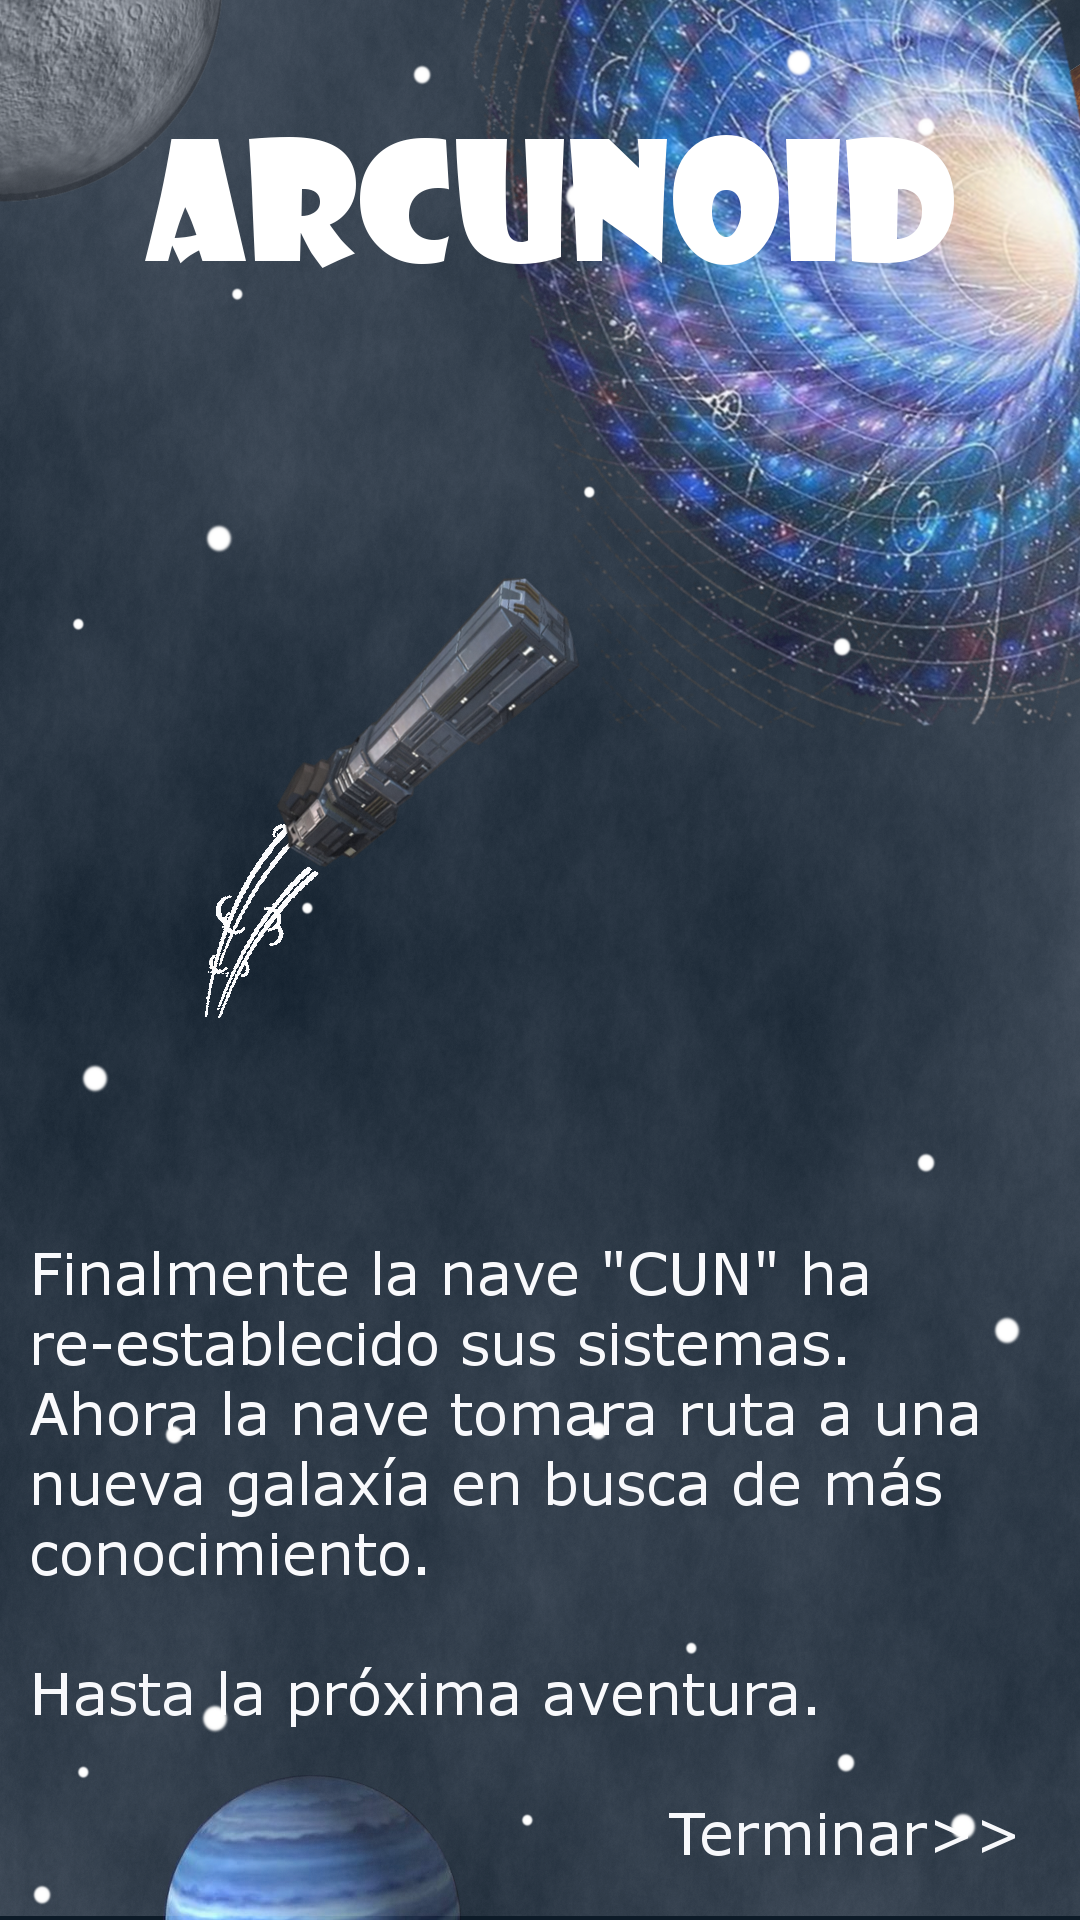 ARCUNOID
Finalmente la nave "CUN" ha
re-establecido sus sistemas.
Ahora la nave tomara ruta a una
nueva galaxía en busca de más
conocimiento.
Hasta la próxima aventura.
Terminar>>